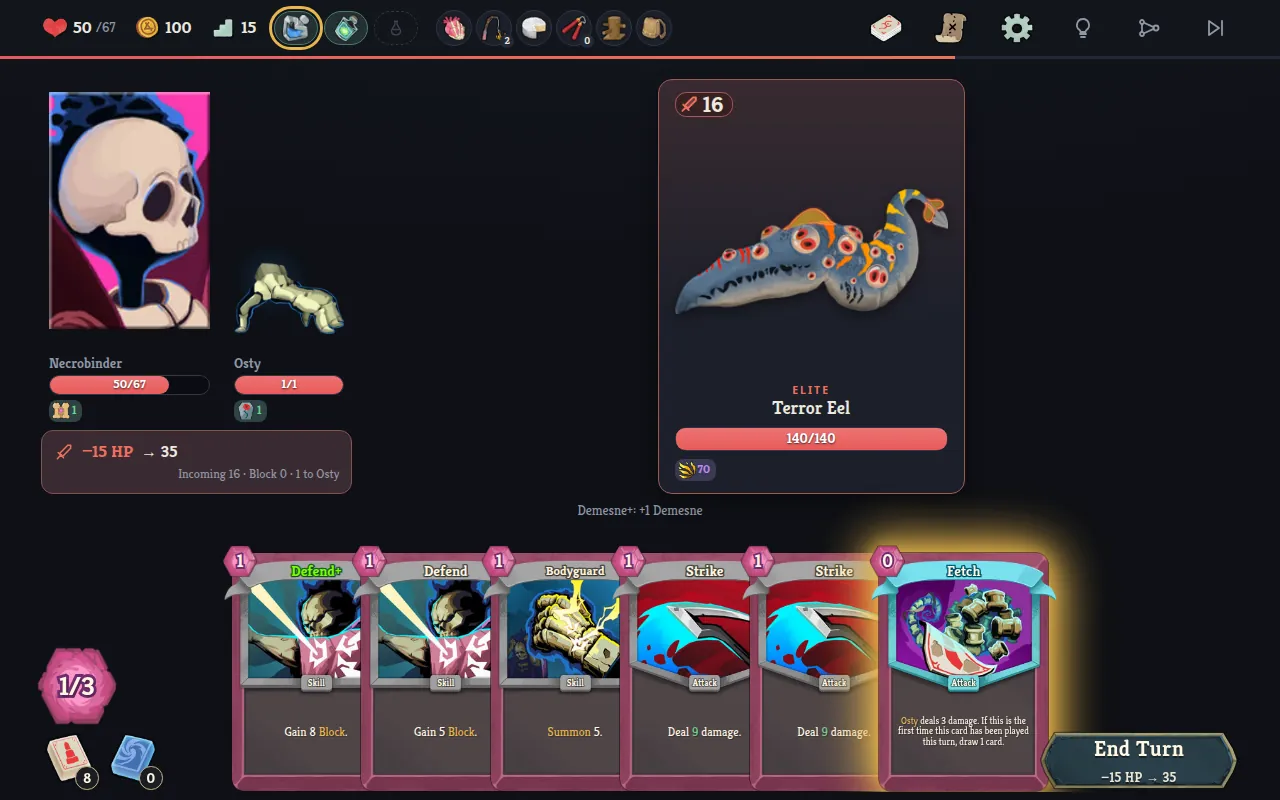 50 /67 100 15
2 0
16
Necrobinder Osty
50/67 1/1
1 1
−15 HP → 35
Incoming 16 · Block 0 · 1 to Osty
ELITE
Terror Eel
140/140
70
Demesne+: +1 Demesne
1 Defend+
Skill
Gain 8 Block.
1 Defend
Skill
Gain 5 Block.
1 Bodyguard
Skill
Summon 5.
1 Strike
Attack
Deal 9 damage.
1 Strike
Attack
Deal 9 damage.
0 Fetch
Attack
Osty deals 3 damage. If this is the
first time this card has been played
this turn, draw 1 card.
1/3
8 0
End Turn
−15 HP → 35